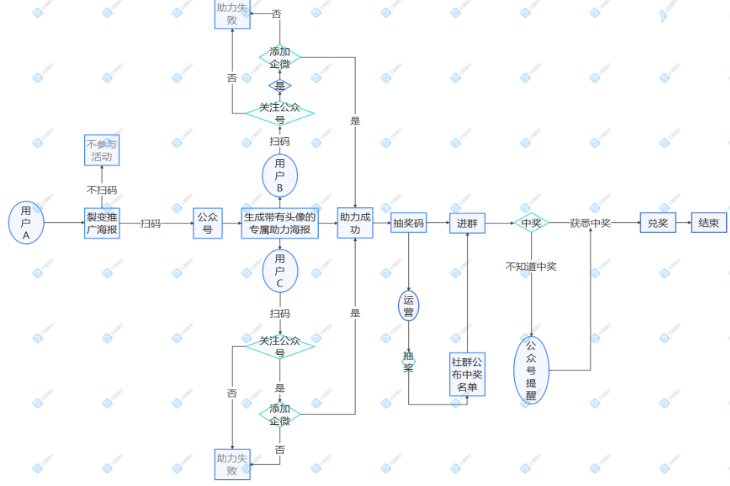 助力失
败
否
添加
企微
否
是
关注公众
号
是
扫码
不参与
活动
用
户
B
不扫码
用
户
A
裂变推
广海报
扫码
公众
号
生成带有头像的
专属助力海报
助力成
功
抽奖码
进群
中奖
获悉中奖
兑奖
结束
用
户
C
不知道中奖
运
营
扫码
是
关注公众
号
公
众
号
提
醒
抽
奖
社群公
布中奖
名单
否
是
添加
企微
否
助力失
败